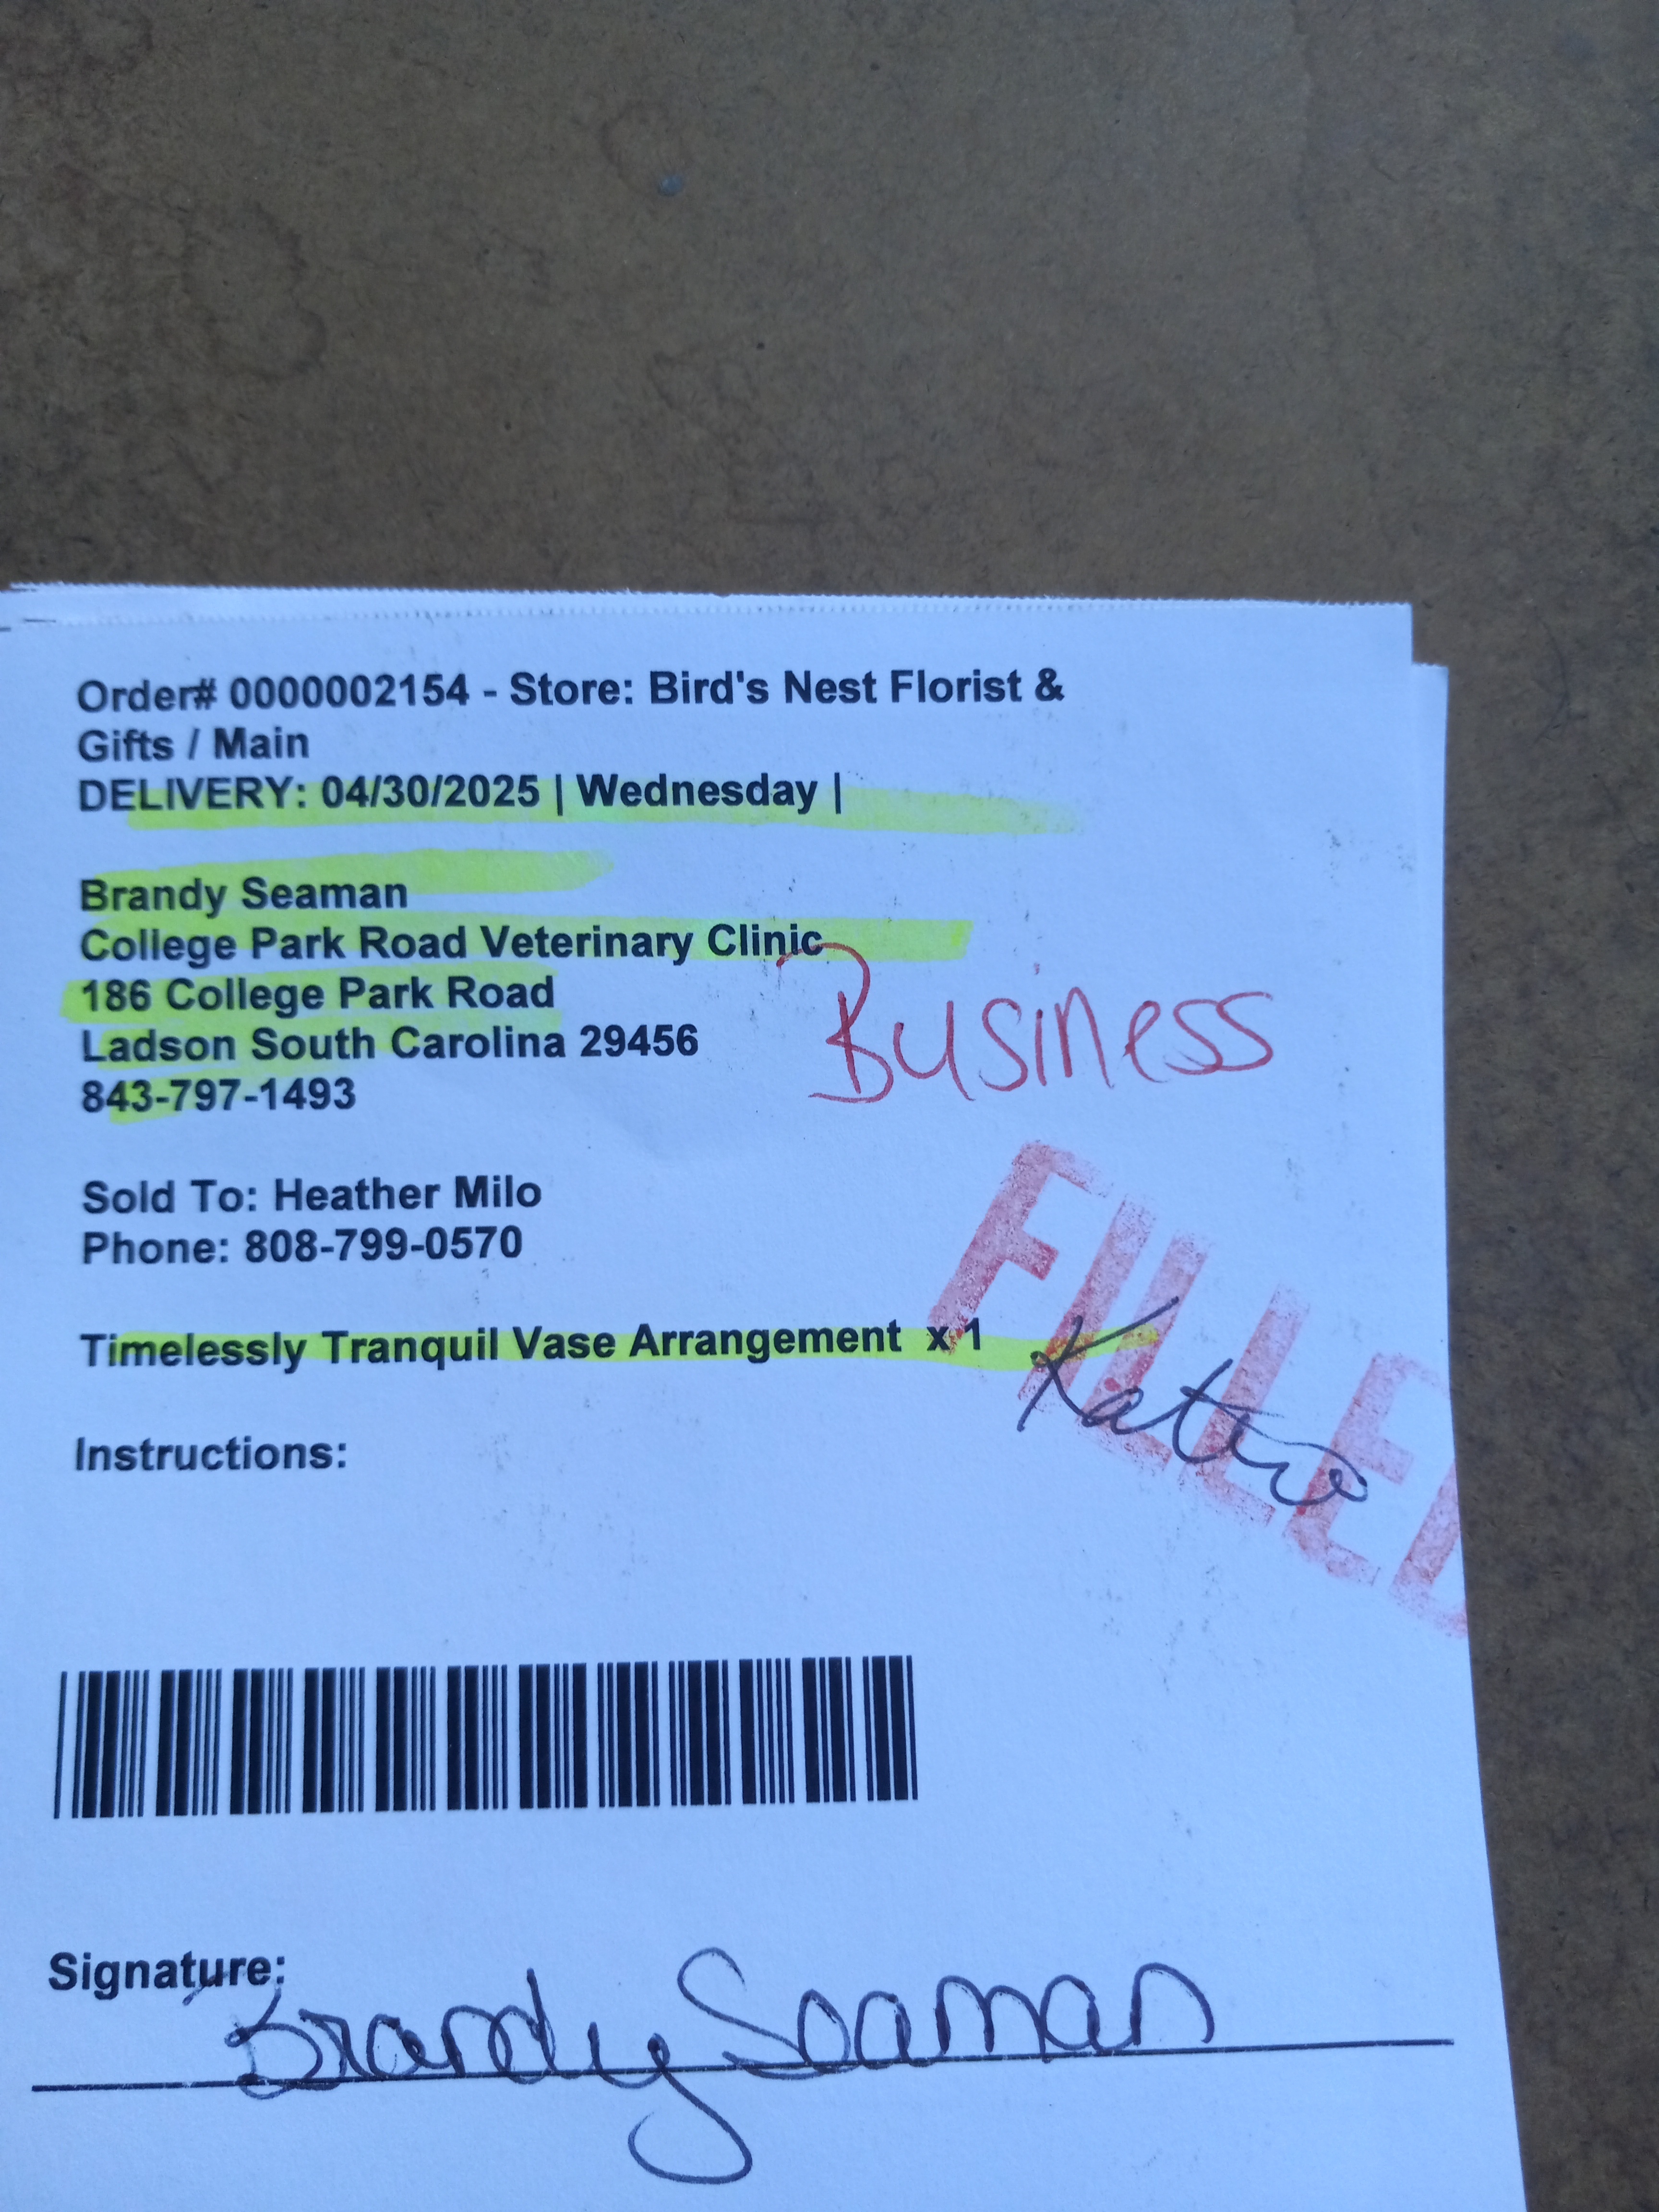 Order# 0000002154 - Store: Bird's Nest Florist &
Gifts / Main
DELIVERY: 04/30/2025 | Wednesday |
Brandy Seaman
College Park Road Veterinary Clinic
186 College Park Road
Ladson South Carolina 29456
843-797-1493
Business
Sold To: Heather Milo
Phone: 808-799-0570
FILLED
Timelessly Tranquil Vase Arrangement x 1
Katie
Instructions:
Signature:
Brandy Seaman